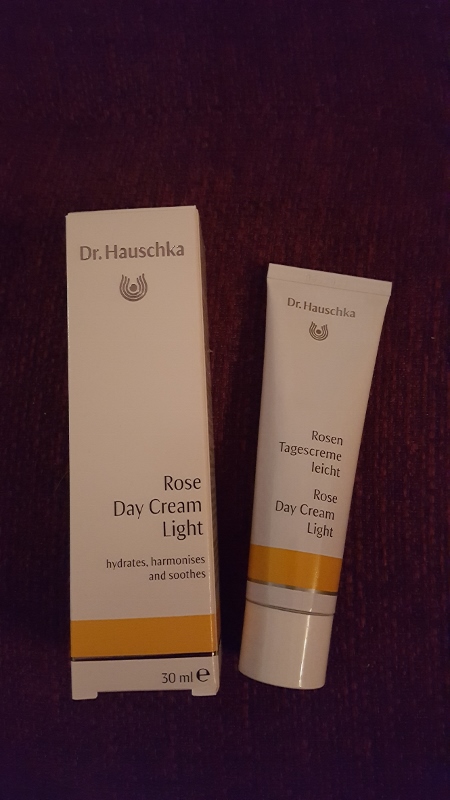 Dr. Hauschka
Rose
Day Cream
Light
hydrates, harmonises
and soothes
30 ml e
Dr. Hauschka
Rosen
Tagescreme
leicht
Rose
Day Cream
Light